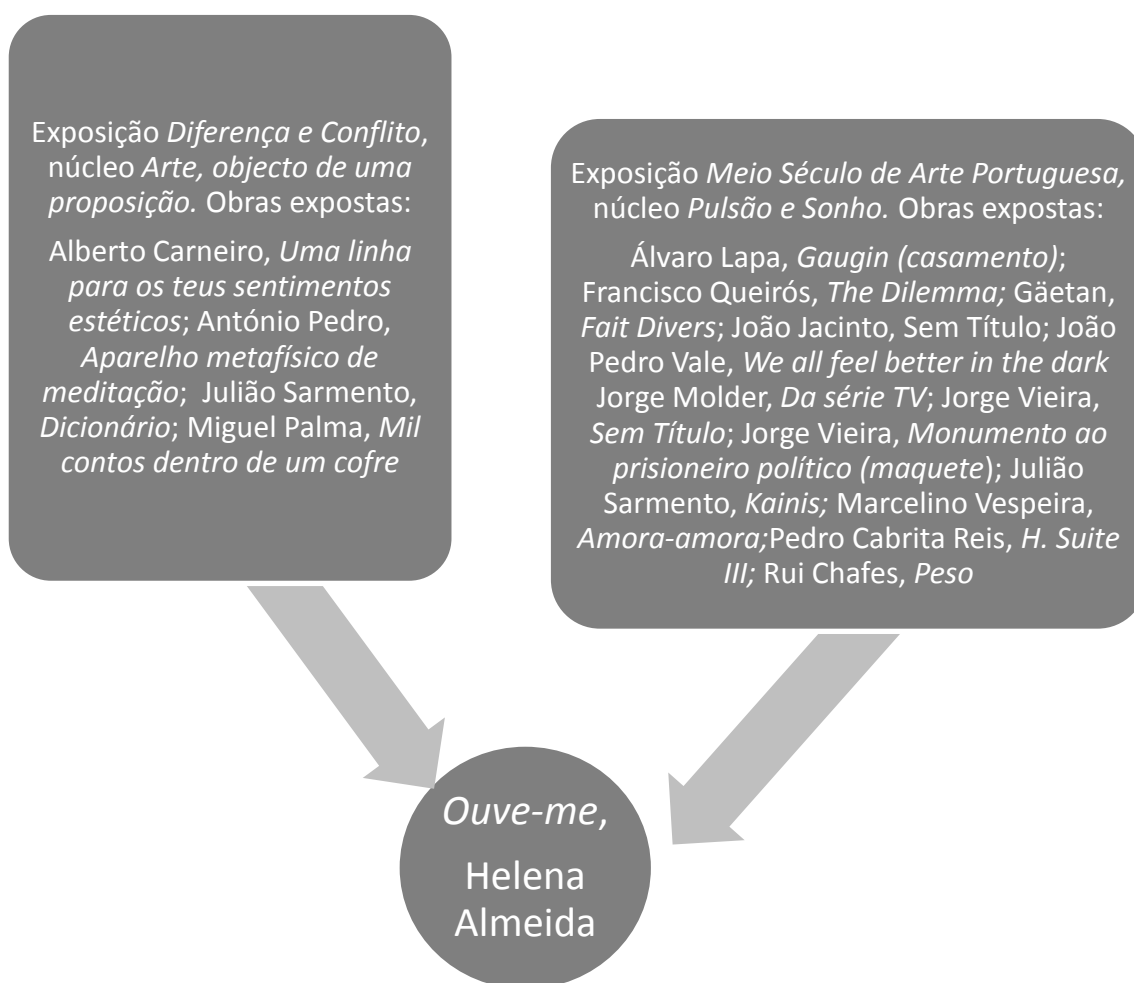 Exposição Diferença e Conflito,
núcleo Arte, objecto de uma
proposição. Obras expostas:
Alberto Carneiro, Uma linha
para os teus sentimentos
estéticos; António Pedro,
Aparelho metafísico de
meditação; Julião Sarmento,
Dicionário; Miguel Palma, Mil
contos dentro de um cofre
Exposição Meio Século de Arte Portuguesa,
núcleo Pulsão e Sonho. Obras expostas:
Álvaro Lapa, Gaugin (casamento);
Francisco Queirós, The Dilemma; Gäetan,
Fait Divers; João Jacinto, Sem Título; João
Pedro Vale, We all feel better in the dark
Jorge Molder, Da série TV; Jorge Vieira,
Sem Título; Jorge Vieira, Monumento ao
prisioneiro político (maquete); Julião
Sarmento, Kainis; Marcelino Vespeira,
Amora-amora;Pedro Cabrita Reis, H. Suite
III; Rui Chafes, Peso
Ouve-me,
Helena
Almeida